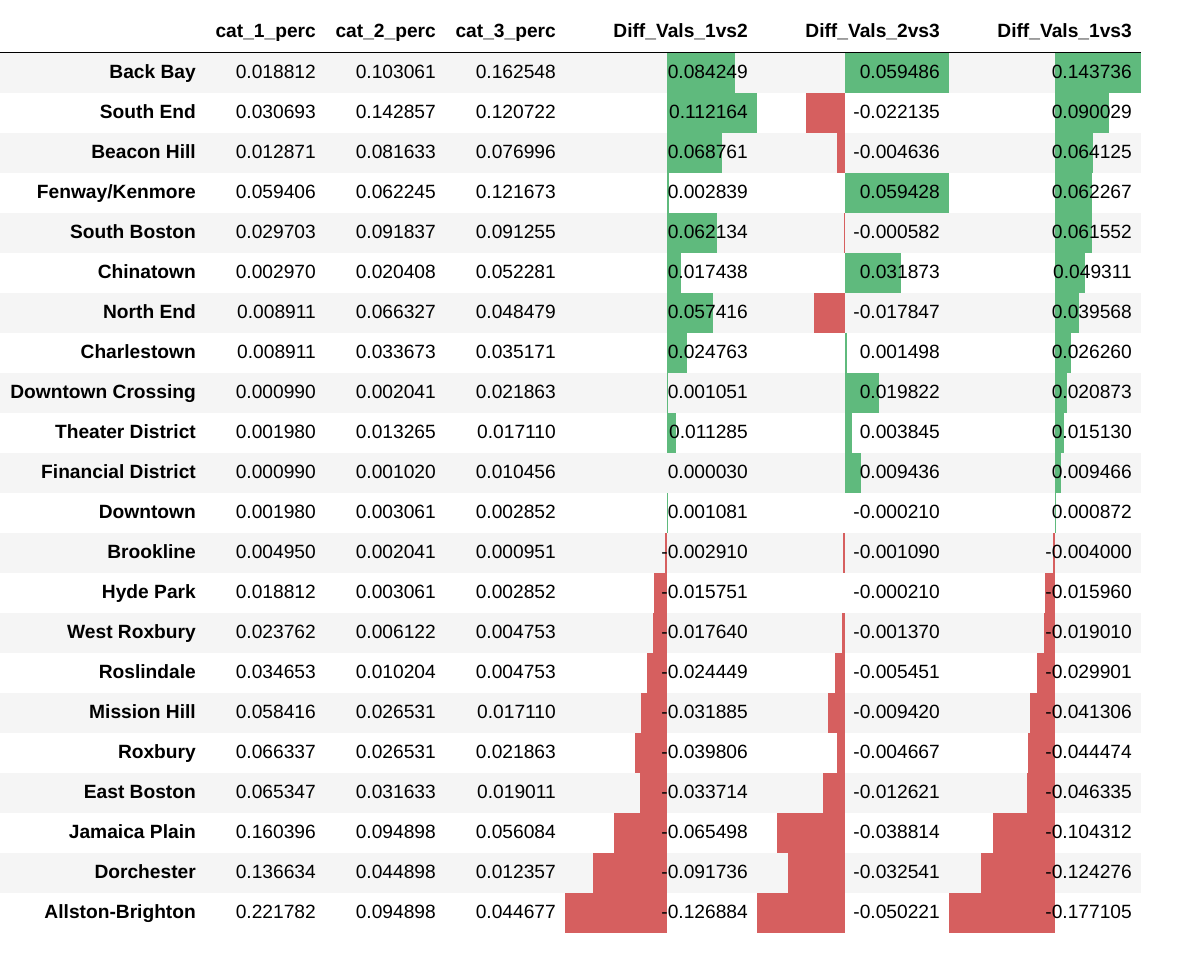 cat_1_perc cat_2_perc cat_3_perc Diff_Vals_1vs2 Diff_Vals_2vs3 Diff_Vals_1vs3
Back Bay 0.018812 0.103061 0.162548 0.084249 0.059486 0.143736
South End 0.030693 0.142857 0.120722 0.112164 -0.022135 0.090029
Beacon Hill 0.012871 0.081633 0.076996 0.068761 -0.004636 0.064125
Fenway/Kenmore 0.059406 0.062245 0.121673 0.002839 0.059428 0.062267
South Boston 0.029703 0.091837 0.091255 0.062134 -0.000582 0.061552
Chinatown 0.002970 0.020408 0.052281 0.017438 0.031873 0.049311
North End 0.008911 0.066327 0.048479 0.057416 -0.017847 0.039568
Charlestown 0.008911 0.033673 0.035171 0.024763 0.001498 0.026260
Downtown Crossing 0.000990 0.002041 0.021863 0.001051 0.019822 0.020873
Theater District 0.001980 0.013265 0.017110 0.011285 0.003845 0.015130
Financial District 0.000990 0.001020 0.010456 0.000030 0.009436 0.009466
Downtown 0.001980 0.003061 0.002852 0.001081 -0.000210 0.000872
Brookline 0.004950 0.002041 0.000951 -0.002910 -0.001090 -0.004000
Hyde Park 0.018812 0.003061 0.002852 -0.015751 -0.000210 -0.015960
West Roxbury 0.023762 0.006122 0.004753 -0.017640 -0.001370 -0.019010
Roslindale 0.034653 0.010204 0.004753 -0.024449 -0.005451 -0.029901
Mission Hill 0.058416 0.026531 0.017110 -0.031885 -0.009420 -0.041306
Roxbury 0.066337 0.026531 0.021863 -0.039806 -0.004667 -0.044474
East Boston 0.065347 0.031633 0.019011 -0.033714 -0.012621 -0.046335
Jamaica Plain 0.160396 0.094898 0.056084 -0.065498 -0.038814 -0.104312
Dorchester 0.136634 0.044898 0.012357 -0.091736 -0.032541 -0.124276
Allston-Brighton 0.221782 0.094898 0.044677 -0.126884 -0.050221 -0.177105